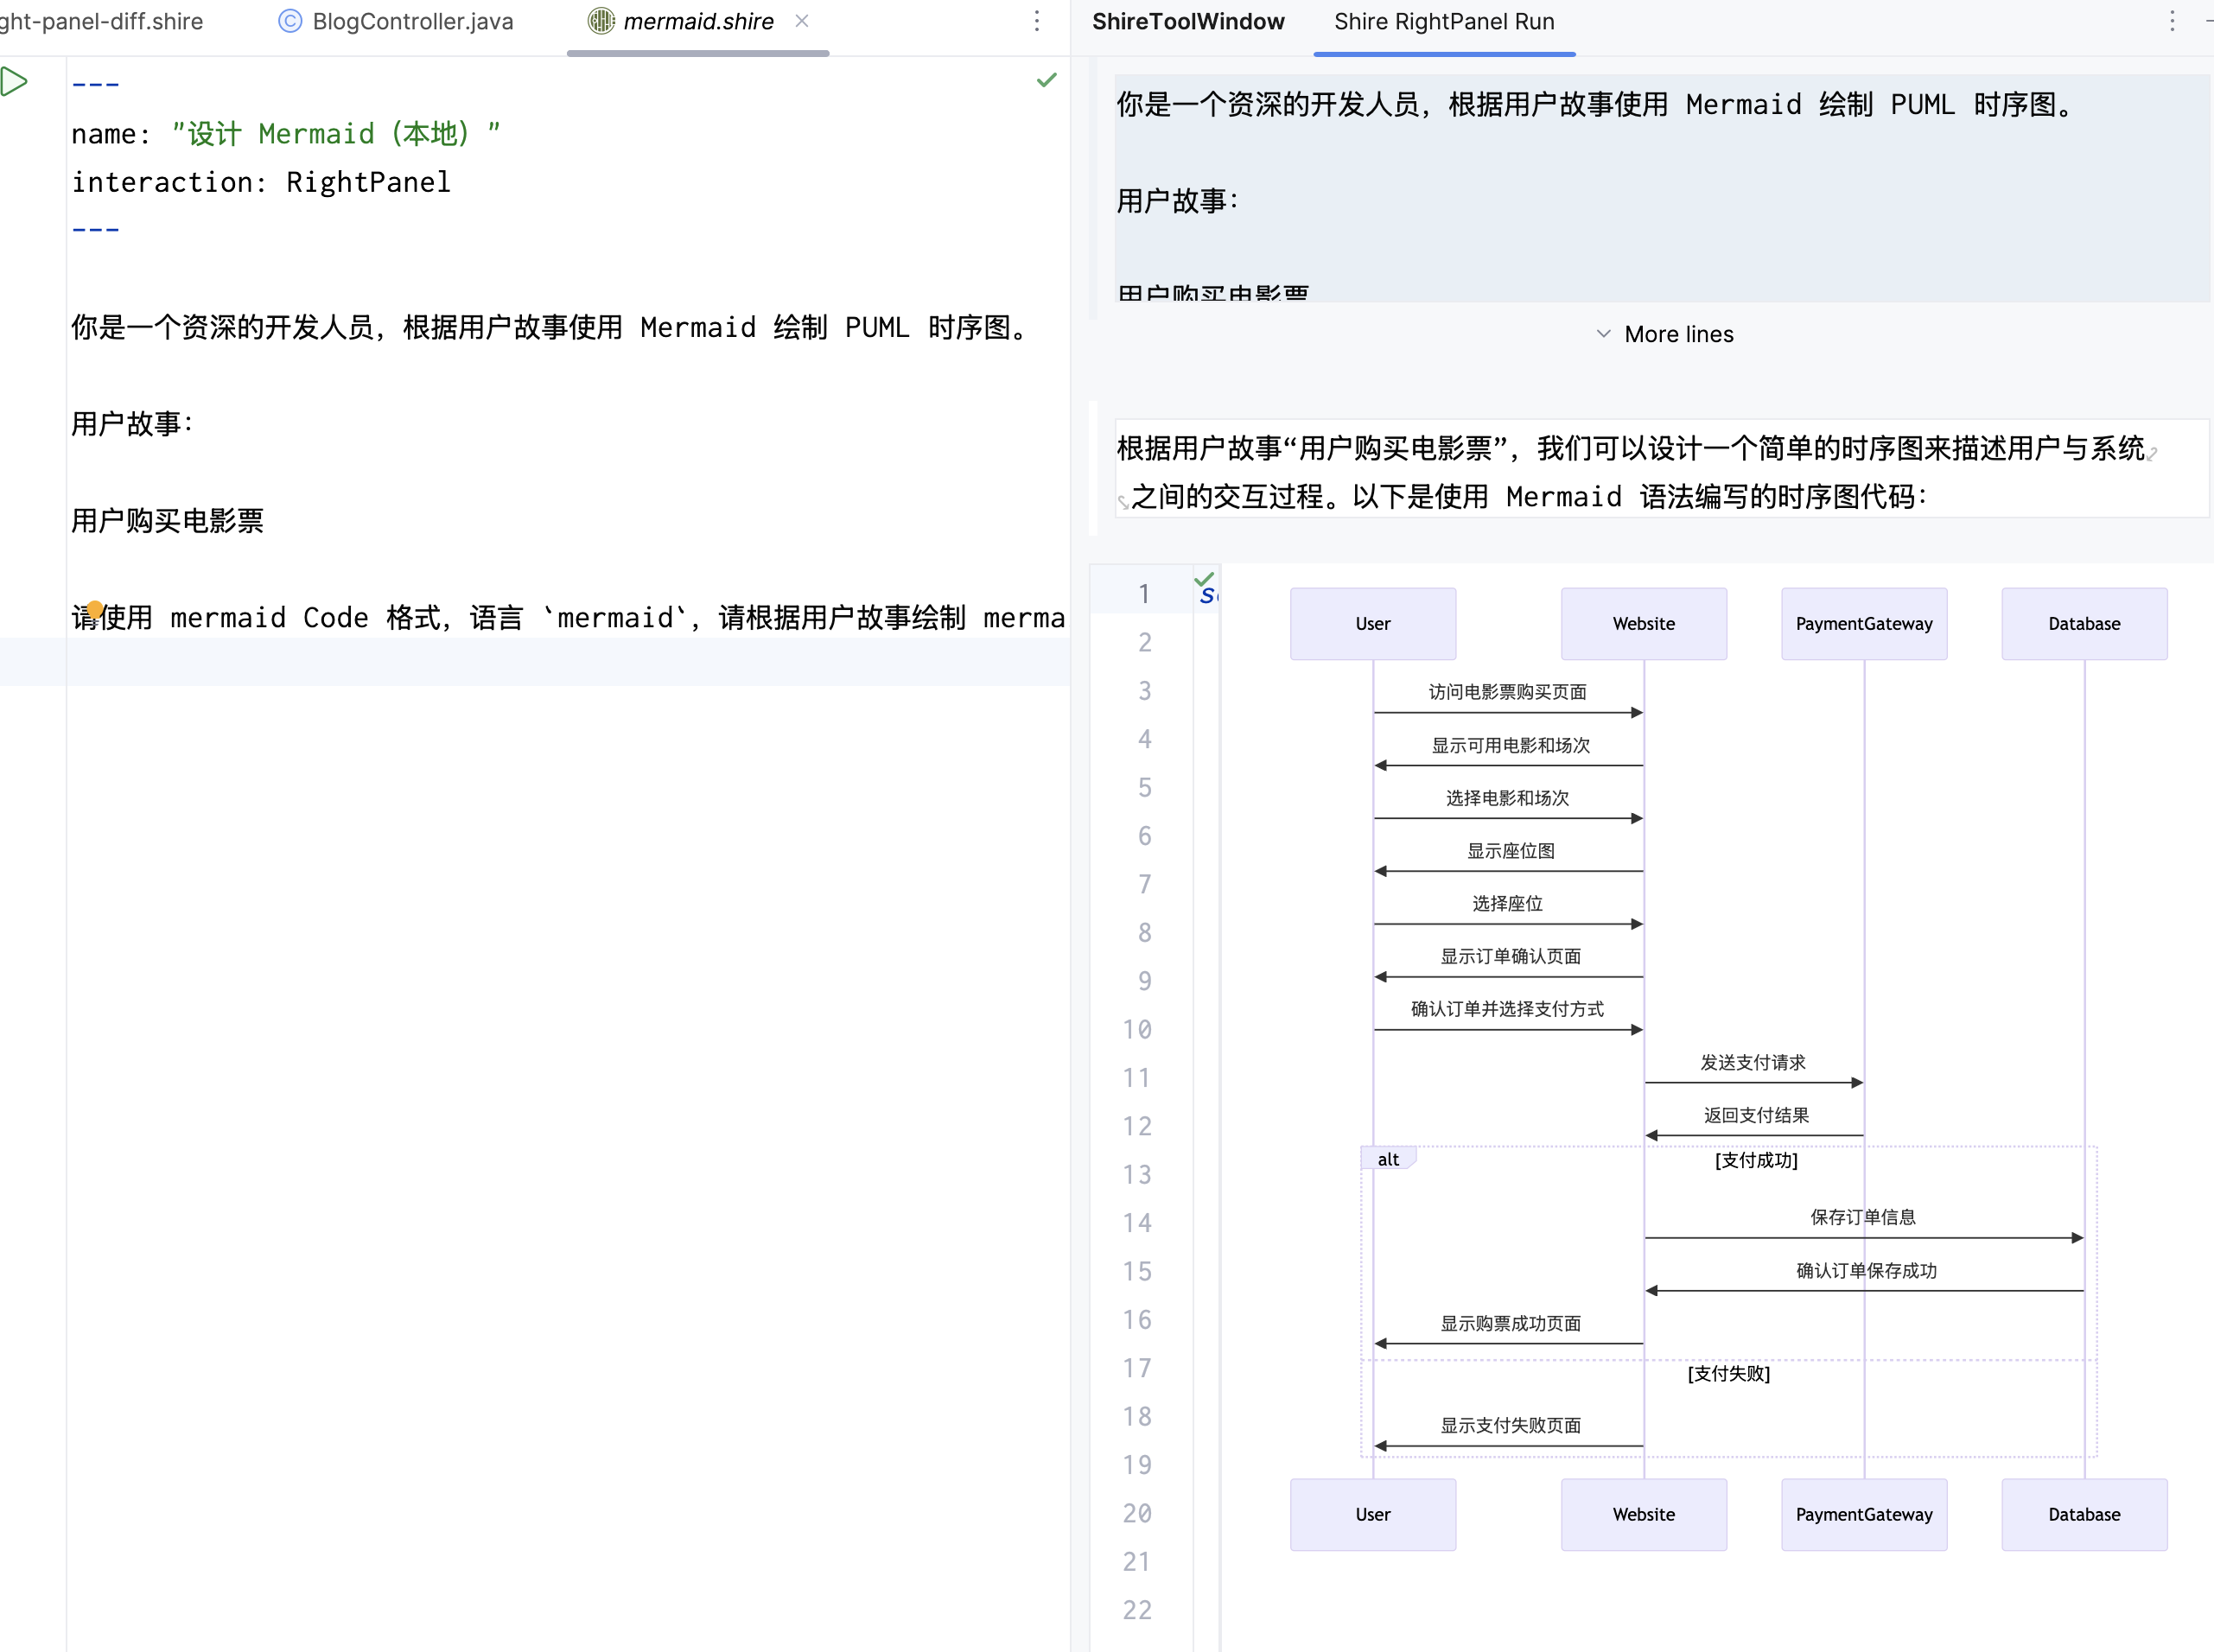 ght-panel-diff.shire
BlogController.java
mermaid.shire
---
name: "设计 Mermaid（本地）"
interaction: RightPanel
---
你是一个资深的开发人员，根据用户故事使用 Mermaid 绘制 PUML 时序图。
用户故事：
用户购买电影票
请使用 mermaid Code 格式，语言 `mermaid`，请根据用户故事绘制 merma
ShireToolWindow
Shire RightPanel Run
你是一个资深的开发人员，根据用户故事使用 Mermaid 绘制 PUML 时序图。
用户故事：
用户购买电影票
More lines
根据用户故事“用户购买电影票”，我们可以设计一个简单的时序图来描述用户与系统
之间的交互过程。以下是使用 Mermaid 语法编写的时序图代码：
1
2
3
4
5
6
7
8
9
10
11
12
13
14
15
16
17
18
19
20
21
22
User
Website
PaymentGateway
Database
访问电影票购买页面
显示可用电影和场次
选择电影和场次
显示座位图
选择座位
显示订单确认页面
确认订单并选择支付方式
发送支付请求
返回支付结果
alt
[支付成功]
保存订单信息
确认订单保存成功
显示购票成功页面
[支付失败]
显示支付失败页面
User
Website
PaymentGateway
Database